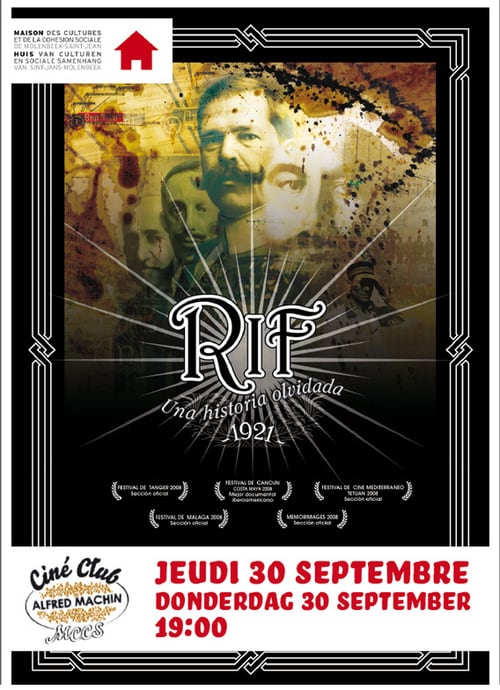 MAISON DES CULTURES
ET DE LA COHESION SOCIALE
DE MOLENBEEK-SAINT-JEAN
HUIS VAN CULTUREN
EN SOCIALE SAMENHANG
VAN SINT-JANS-MOLENBEEK
RIF
Una historia olvidada
1921
FESTIVAL DE TANGER 2008
Sección oficial
FESTIVAL DE CANCUN
COSTA MAYA 2008
Mejor documental
iberoamericano
FESTIVAL DE CINE MEDITERRANEO
TETUAN 2008
Sección oficial
FESTIVAL DE MALAGA 2008
Sección oficial
MEMORIMAGES 2008
Sección oficial
Ciné Club
ALFRED MACHIN
MCCS
JEUDI 30 SEPTEMBRE
DONDERDAG 30 SEPTEMBER
19:00